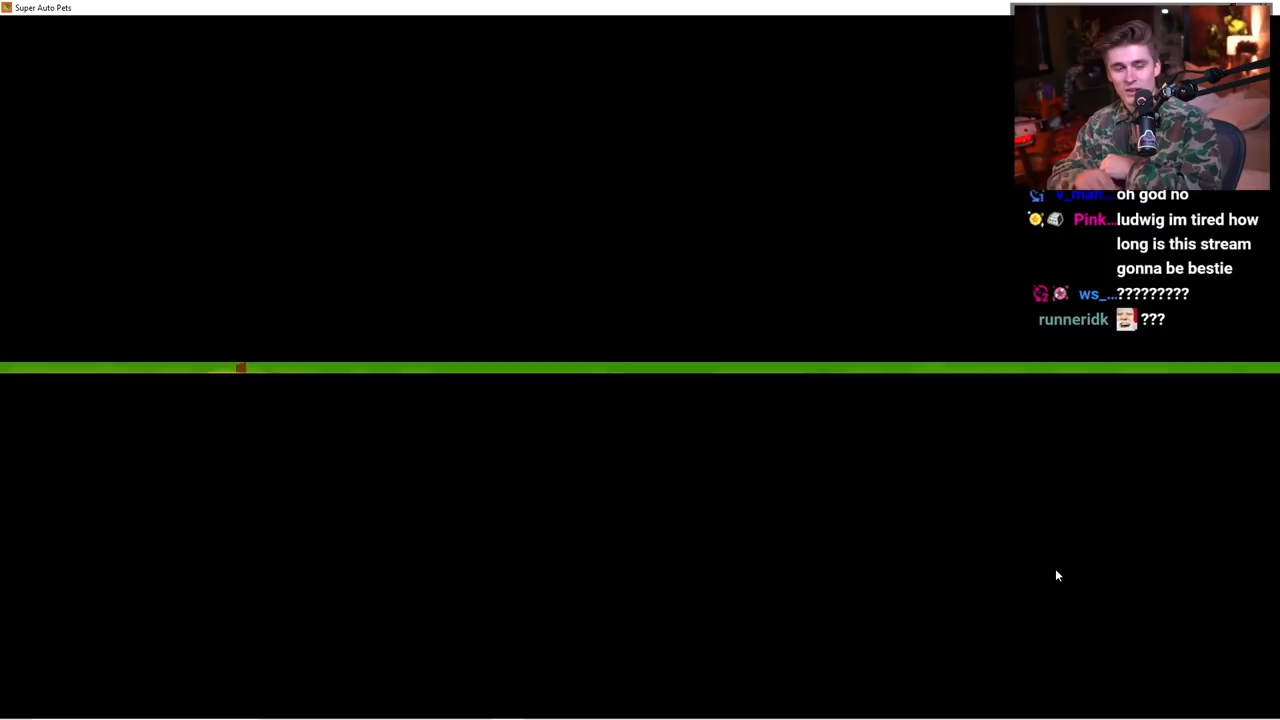 Super Auto Pets
v_man... oh god no
Pink... ludwig im tired how
long is this stream
gonna be bestie
ws_... ?????????
runneridk ???